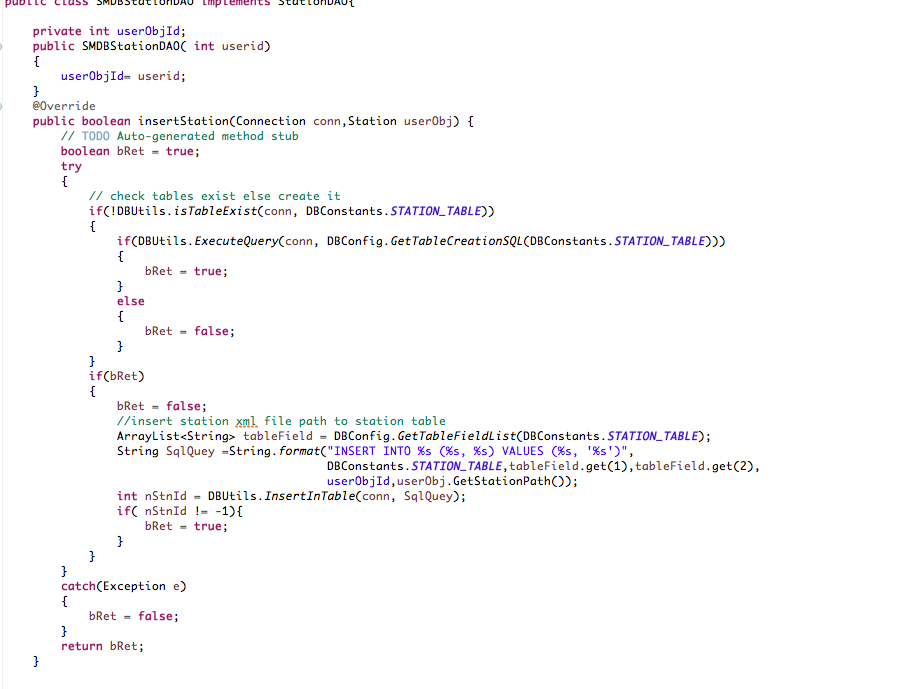 public class SMDBStationDAO implements StationDAO{
private int userObjId;
public SMDBStationDAO( int userid)
{
userObjId= userid;
}
@Override
public boolean insertStation(Connection conn,Station userObj) {
// TODO Auto-generated method stub
boolean bRet = true;
try
{
// check tables exist else create it
if(!DBUtils.isTableExist(conn, DBConstants.STATION_TABLE))
{
if(DBUtils.ExecuteQuery(conn, DBConfig.GetTableCreationSQL(DBConstants.STATION_TABLE)))
{
bRet = true;
}
else
{
bRet = false;
}
}
if(bRet)
{
bRet = false;
//insert station xml file path to station table
ArrayList<String> tableField = DBConfig.GetTableFieldList(DBConstants.STATION_TABLE);
String SqlQuey =String.format("INSERT INTO %s (%s, %s) VALUES (%s, '%s')",
DBConstants.STATION_TABLE,tableField.get(1),tableField.get(2),
userObjId,userObj.GetStationPath());
int nStnId = DBUtils.InsertInTable(conn, SqlQuey);
if( nStnId != -1){
bRet = true;
}
}
}
catch(Exception e)
{
bRet = false;
}
return bRet;
}